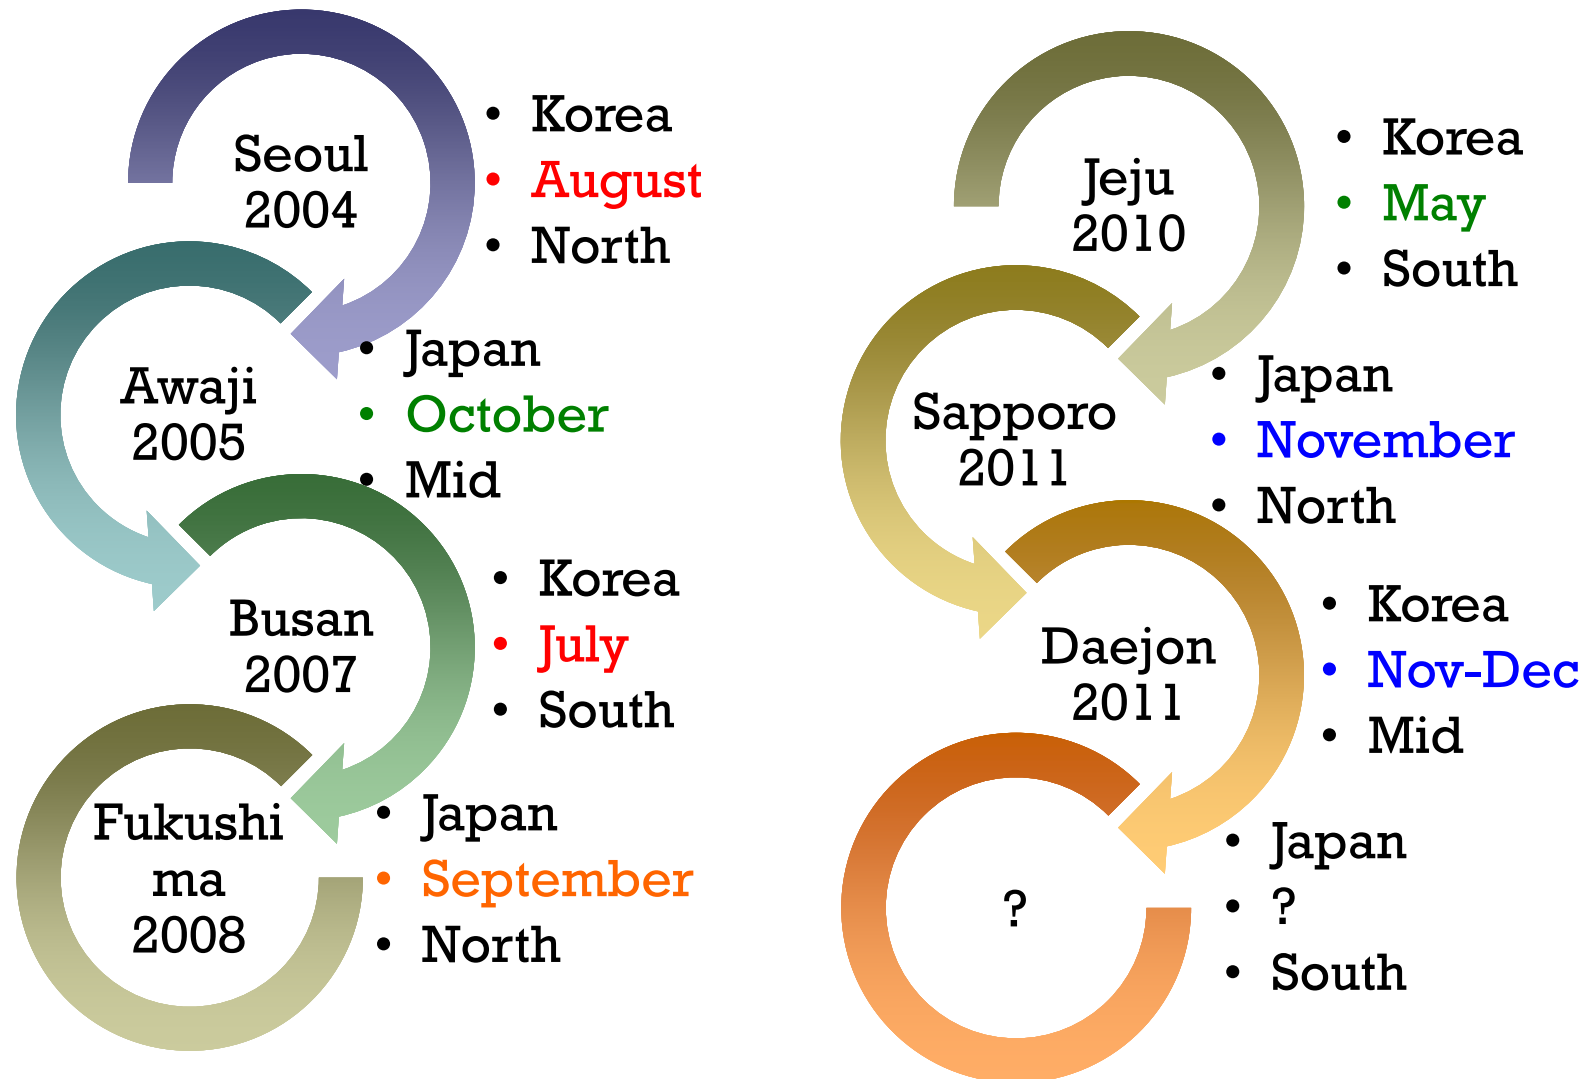 Seoul
2004
• Korea
• August
• North
Awaji
2005
• Japan
• October
• Mid
Busan
2007
• Korea
• July
• South
Fukushi
ma
2008
• Japan
• September
• North
Jeju
2010
• Korea
• May
• South
Sapporo
2011
• Japan
• November
• North
Daejon
2011
• Korea
• Nov-Dec
• Mid
?
• Japan
• ?
• South